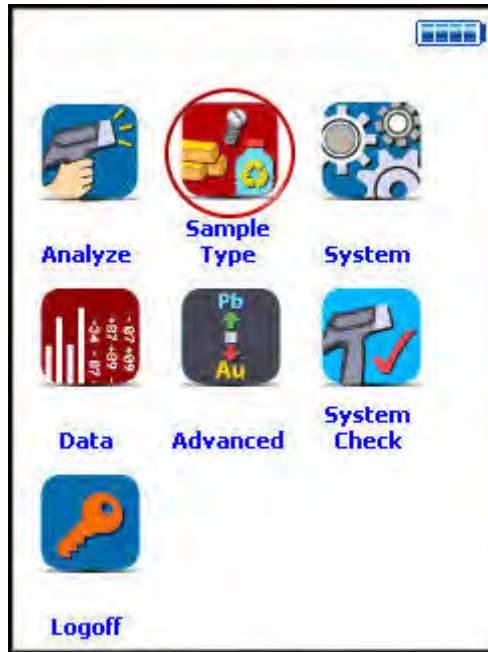 Analyze
Sample
Type
System
Pb
Au
Data
Advanced
System
Check
Logoff